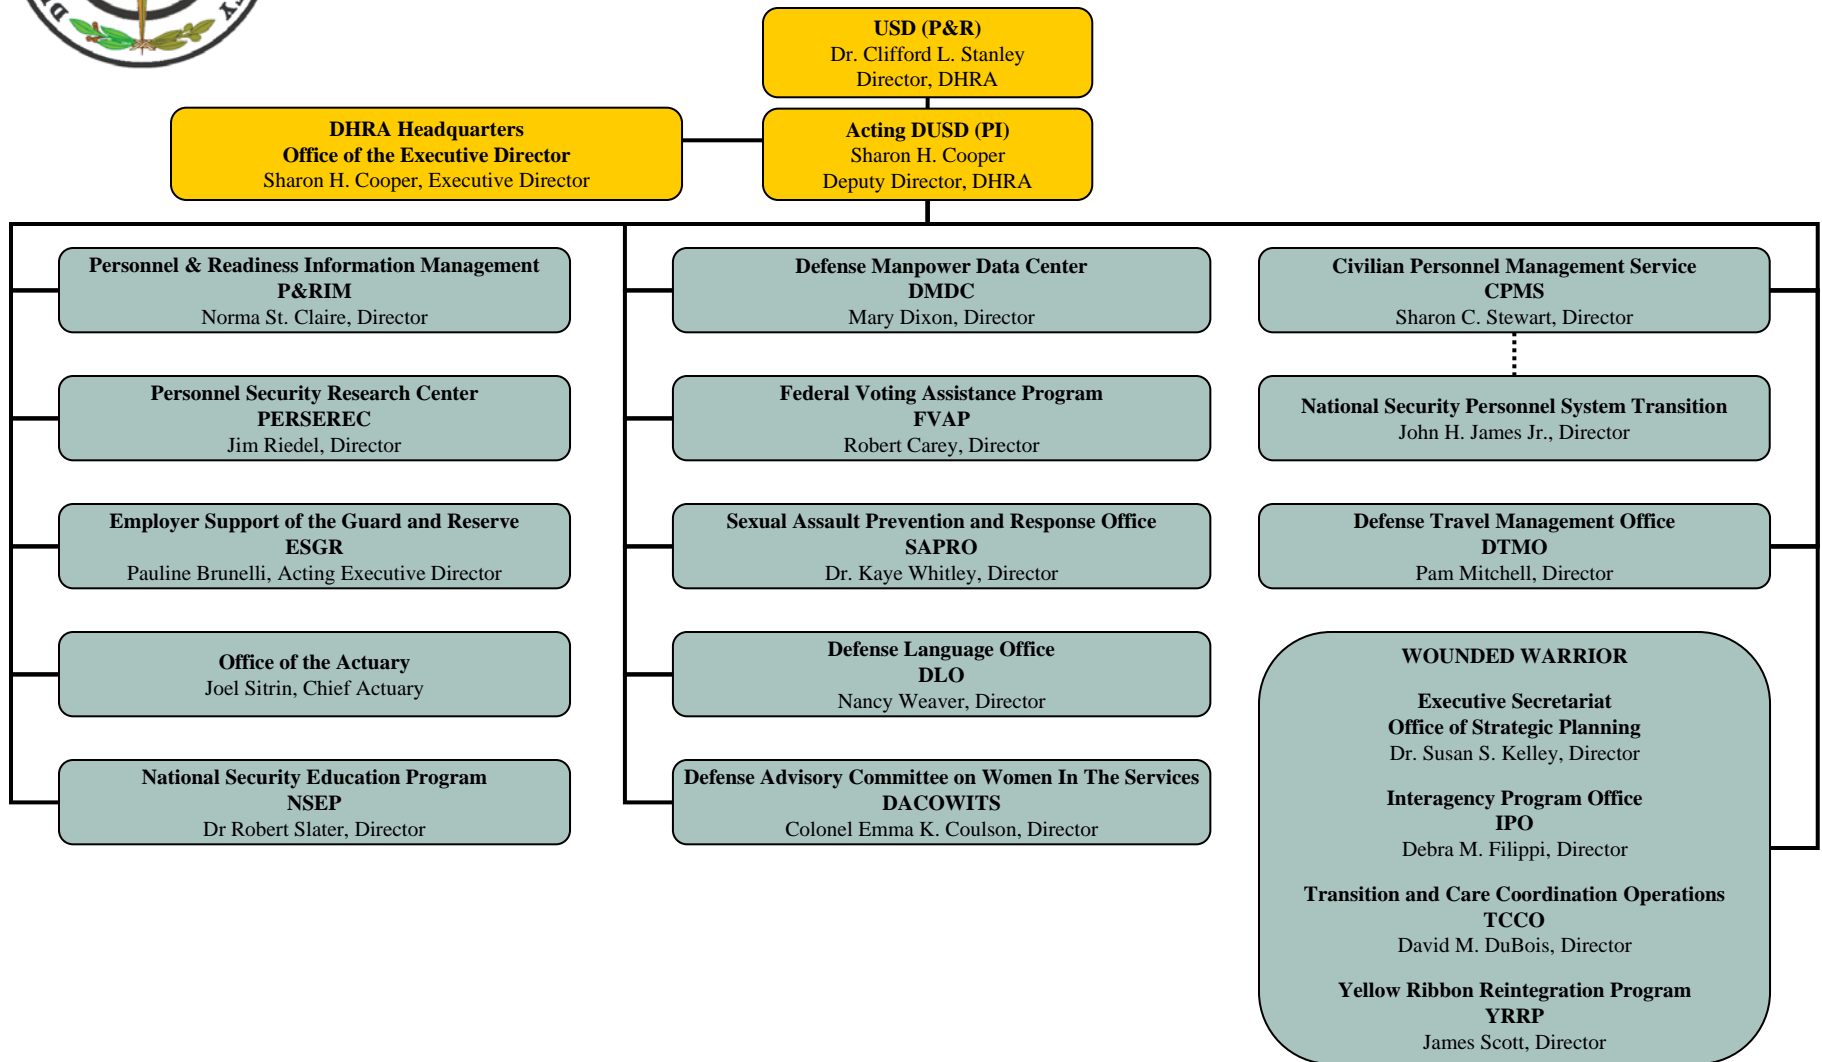 USD (P&R)
Dr. Clifford L. Stanley
Director, DHRA
DHRA Headquarters
Office of the Executive Director
Sharon H. Cooper, Executive Director
Acting DUSD (PI)
Sharon H. Cooper
Deputy Director, DHRA
Personnel & Readiness Information Management
P&RIM
Norma St. Claire, Director
Personnel Security Research Center
PERSEREC
Jim Riedel, Director
Employer Support of the Guard and Reserve
ESGR
Pauline Brunelli, Acting Executive Director
Office of the Actuary
Joel Sitrin, Chief Actuary
National Security Education Program
NSEP
Dr Robert Slater, Director
Defense Manpower Data Center
DMDC
Mary Dixon, Director
Federal Voting Assistance Program
FVAP
Robert Carey, Director
Sexual Assault Prevention and Response Office
SAPRO
Dr. Kaye Whitley, Director
Defense Language Office
DLO
Nancy Weaver, Director
Defense Advisory Committee on Women In The Services
DACOWITS
Colonel Emma K. Coulson, Director
Civilian Personnel Management Service
CPMS
Sharon C. Stewart, Director
National Security Personnel System Transition
John H. James Jr., Director
Defense Travel Management Office
DTMO
Pam Mitchell, Director
WOUNDED WARRIOR
Executive Secretariat
Office of Strategic Planning
Dr. Susan S. Kelley, Director
Interagency Program Office
IPO
Debra M. Filippi, Director
Transition and Care Coordination Operations
TCCO
David M. DuBois, Director
Yellow Ribbon Reintegration Program
YRRP
James Scott, Director